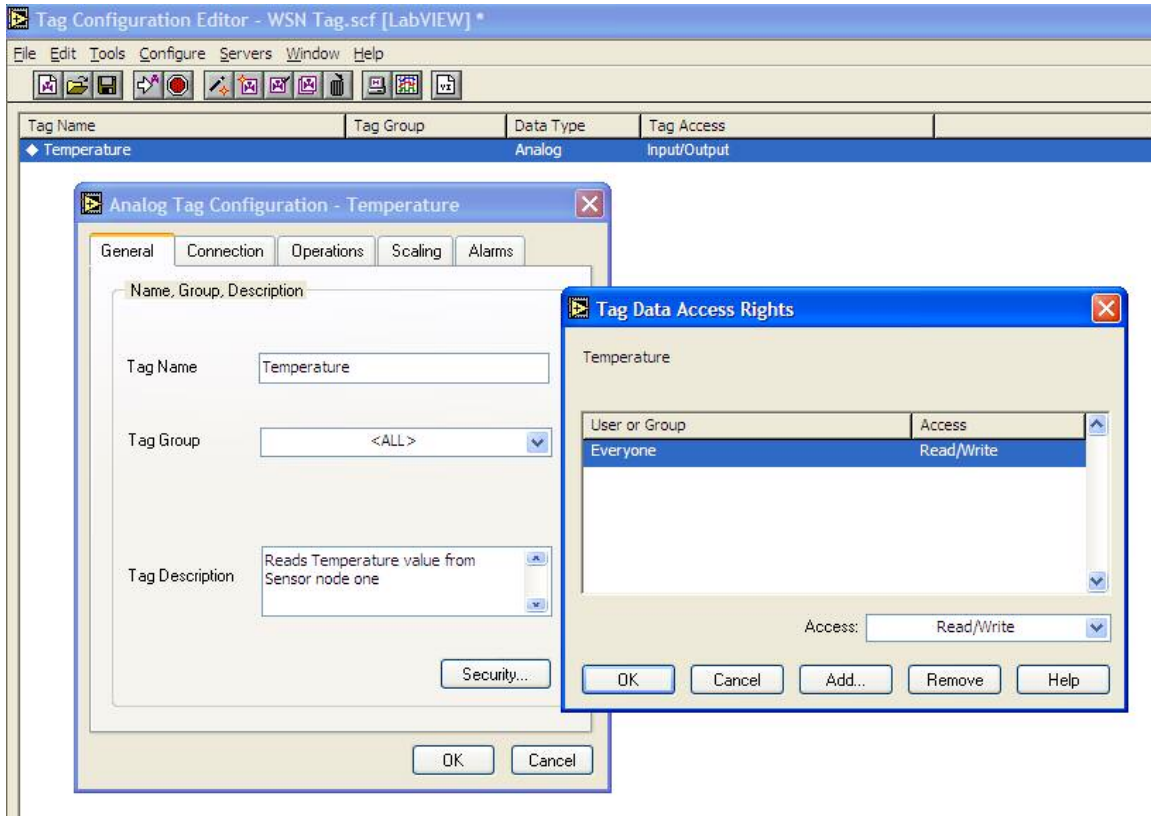 Tag Configuration Editor - WSN Tag.scf [LabVIEW] *
File Edit Tools Configure Servers Window Help
Tag Name Tag Group Data Type Tag Access
Temperature Analog Input/Output
Analog Tag Configuration - Temperature
General Connection Operations Scaling Alarms
Name, Group, Description
Tag Name Temperature
Tag Group <ALL>
Tag Description Reads Temperature value from
Sensor node one
Security...
OK Cancel
Tag Data Access Rights
Temperature
User or Group Access
Everyone Read/Write
Access: Read/Write
OK Cancel Add... Remove Help